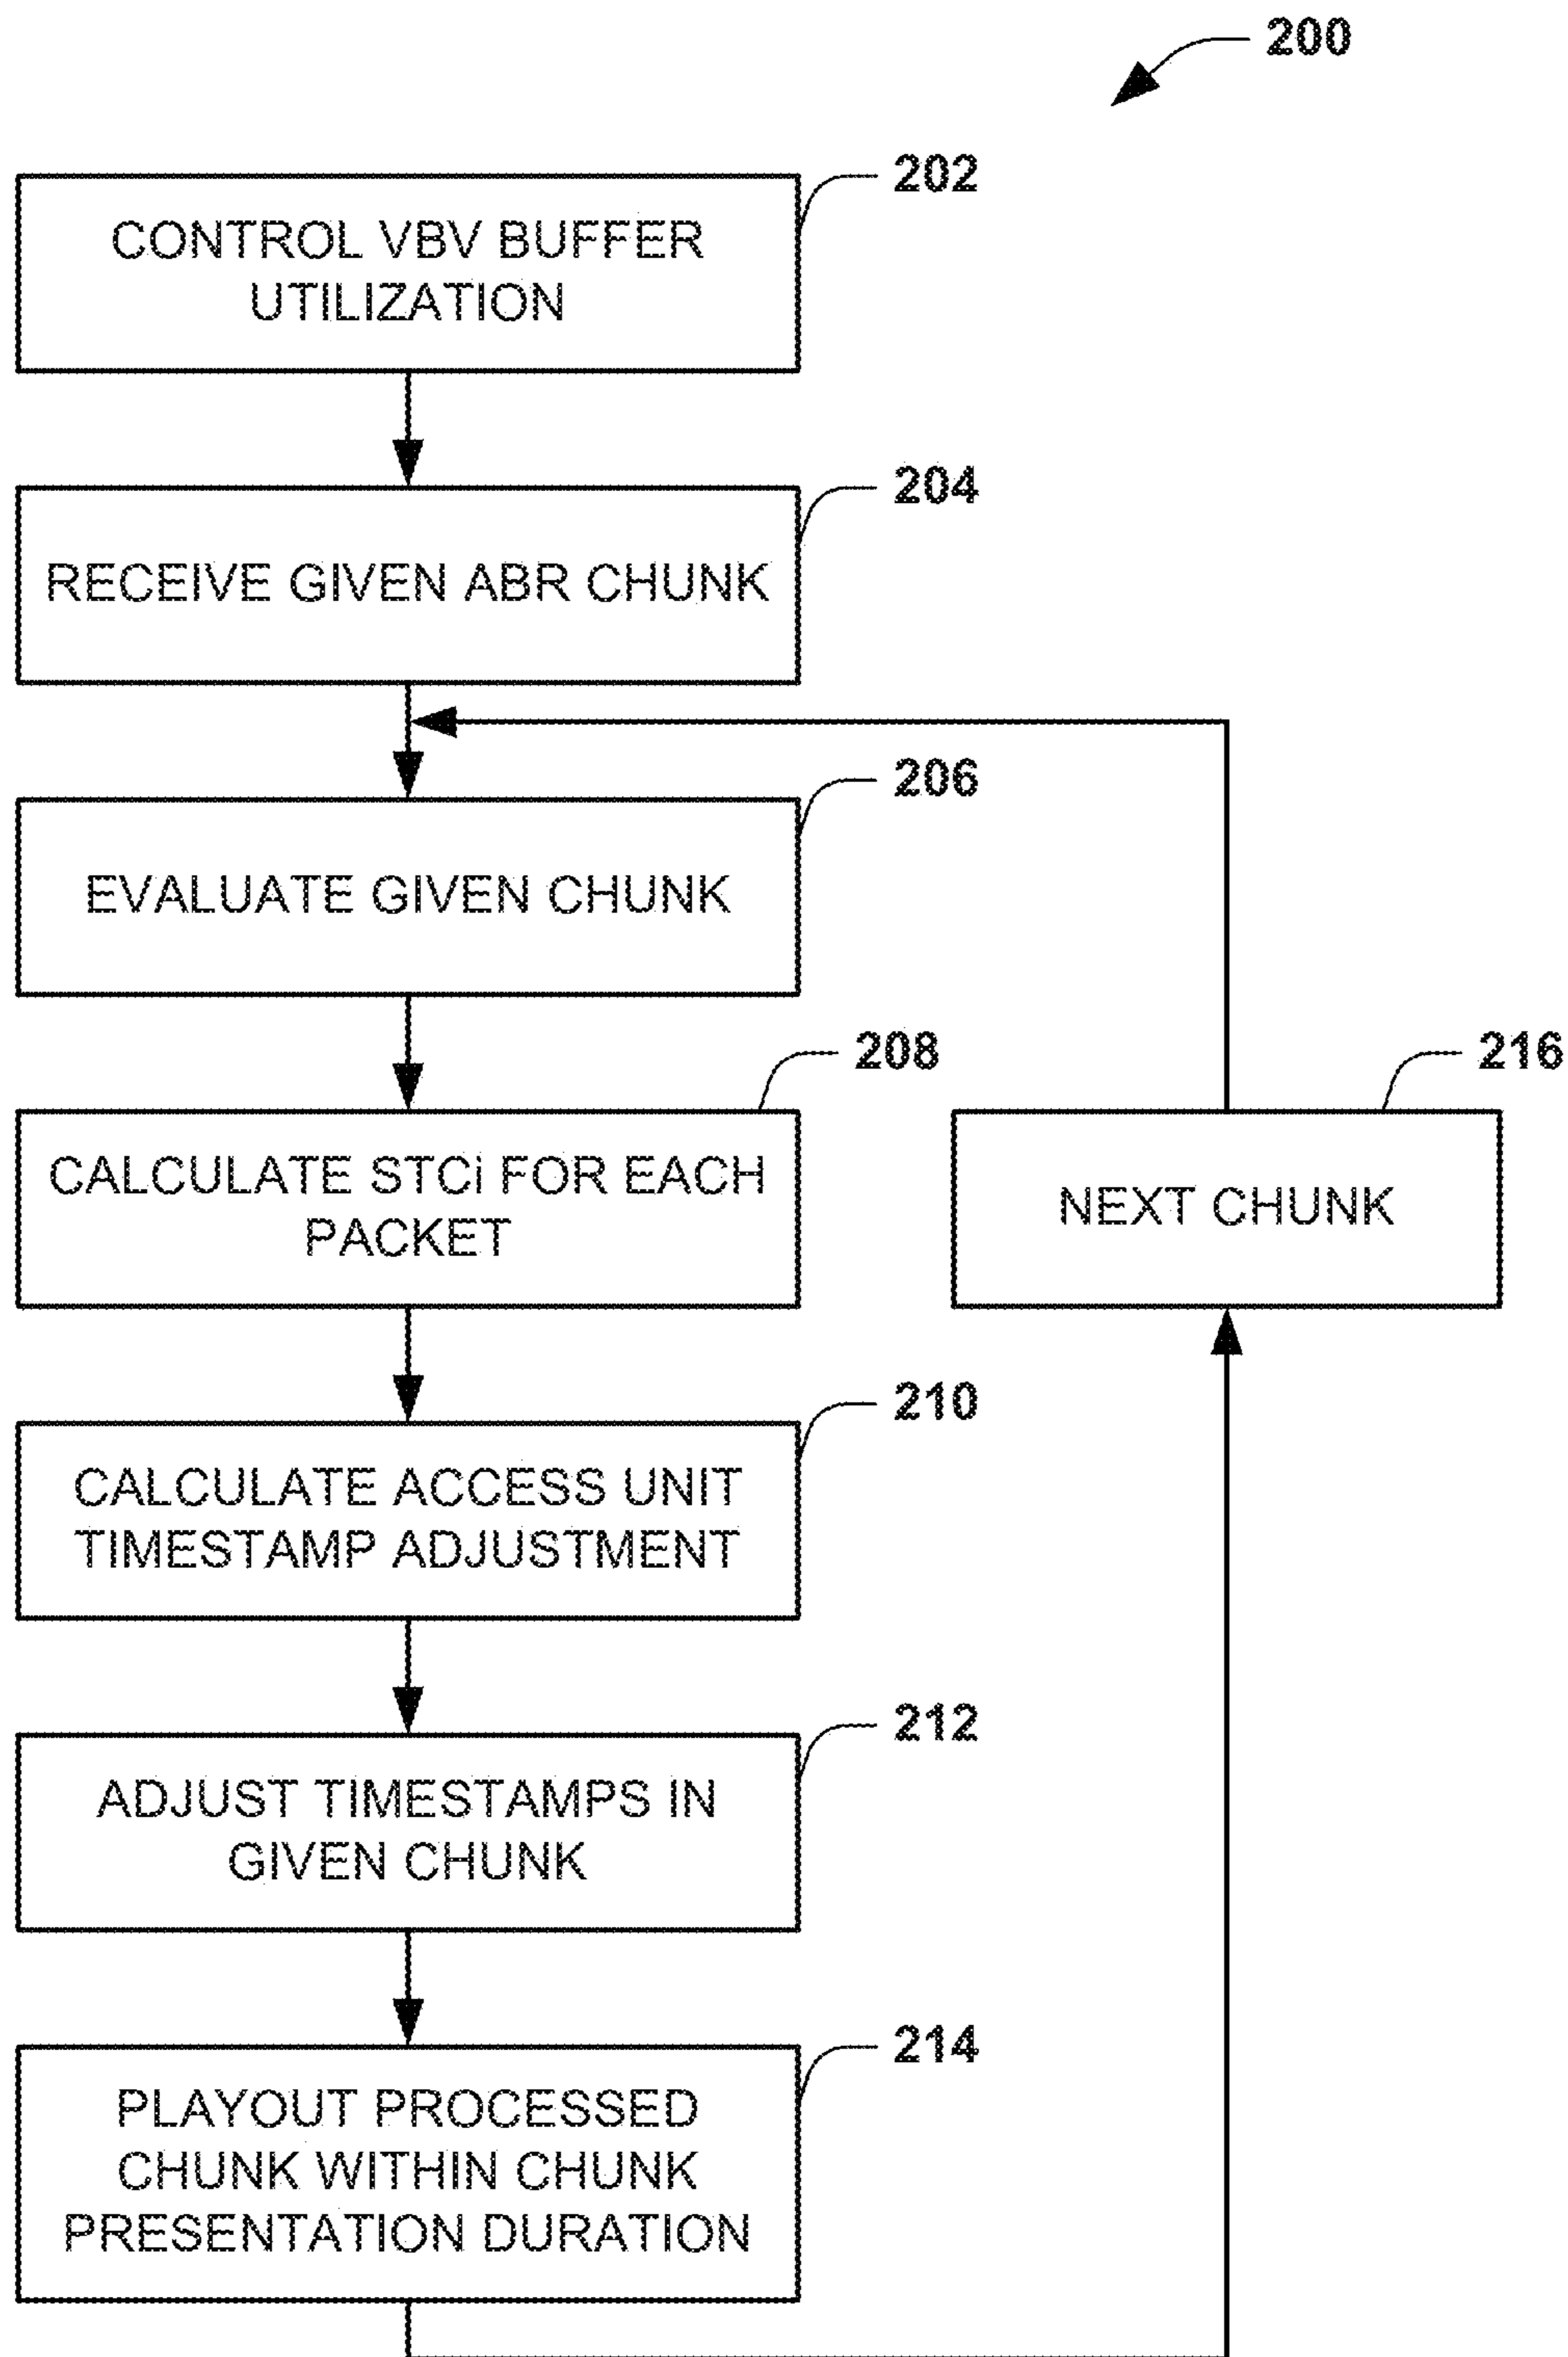 200
202
CONTROL VBV BUFFER
UTILIZATION
204
RECEIVE GIVEN ABR CHUNK
206
EVALUATE GIVEN CHUNK
208
CALCULATE STCi FOR EACH
PACKET
216
NEXT CHUNK
210
CALCULATE ACCESS UNIT
TIMESTAMP ADJUSTMENT
212
ADJUST TIMESTAMPS IN
GIVEN CHUNK
214
PLAYOUT PROCESSED
CHUNK WITHIN CHUNK
PRESENTATION DURATION